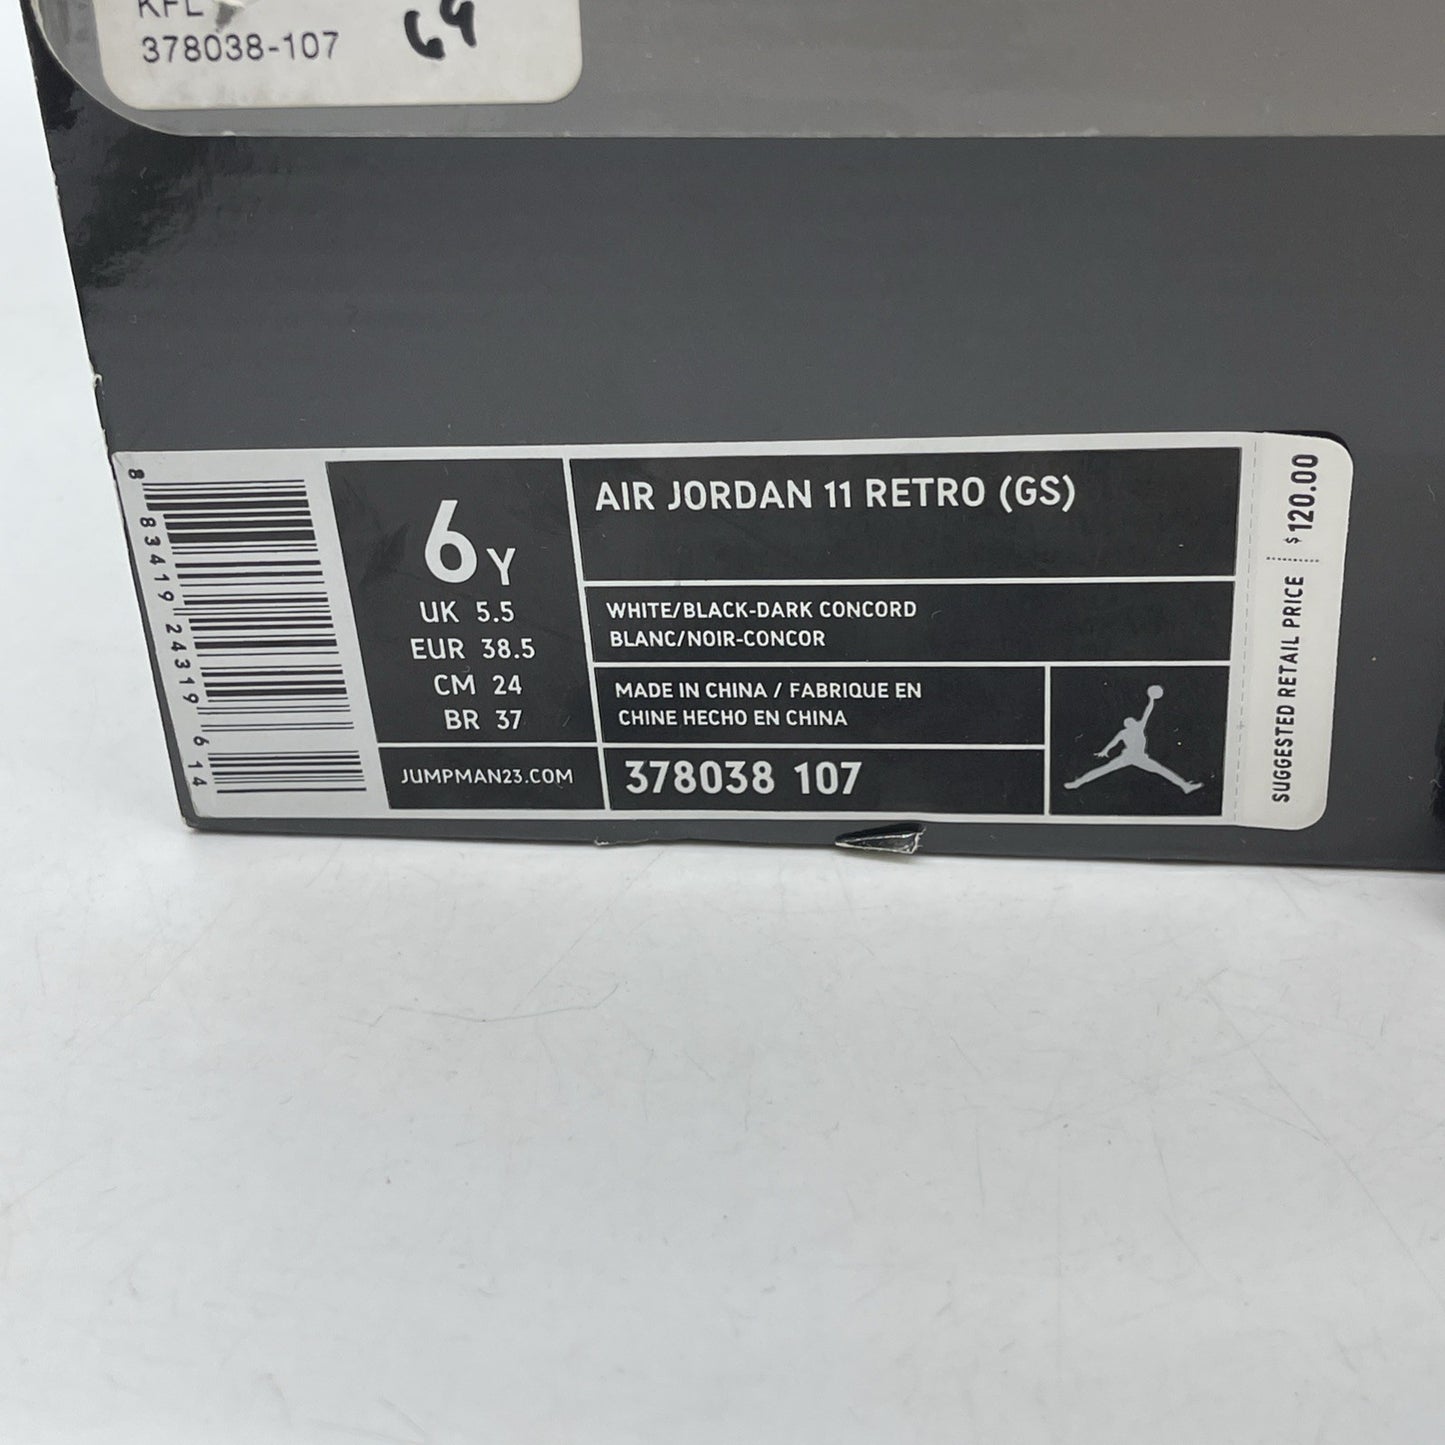 KFL
378038-107
6Y
8 83419 24319 6 14
6Y
UK 5.5
EUR 38.5
CM 24
BR 37
JUMPMAN23.COM
AIR JORDAN 11 RETRO (GS)
WHITE/BLACK-DARK CONCORD
BLANC/NOIR-CONCOR
MADE IN CHINA / FABRIQUE EN
CHINE HECHO EN CHINA
378038 107
SUGGESTED RETAIL PRICE $120.00